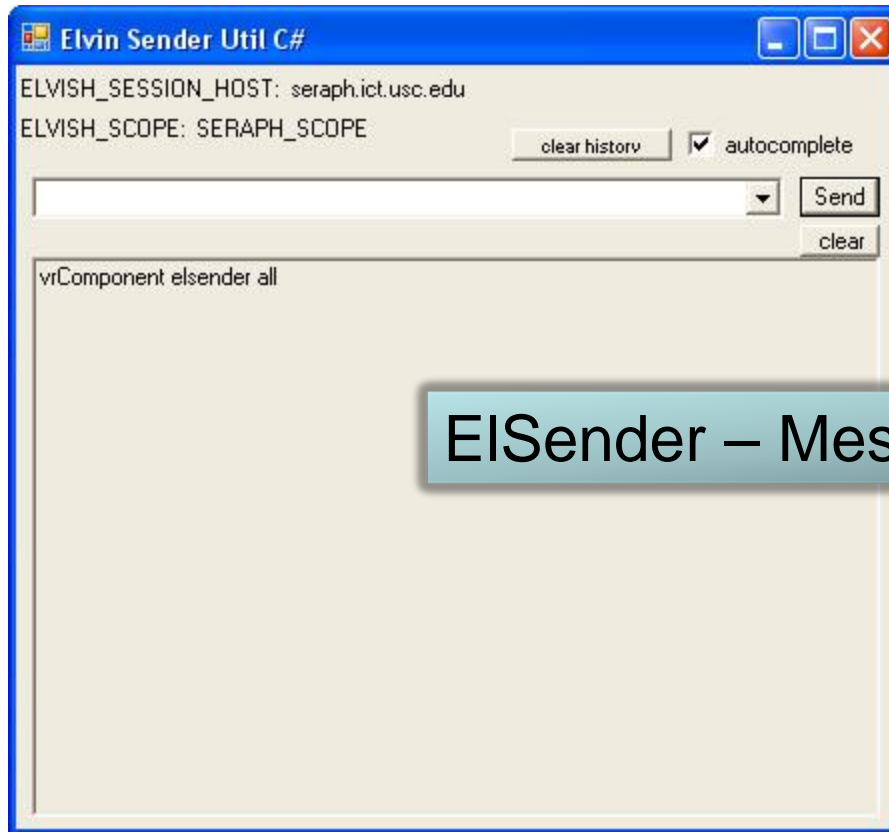 Elvin Sender Util C#
ELVISH_SESSION_HOST: seraph.ict.usc.edu
ELVISH_SCOPE: SERAPH_SCOPE
clear history autocomplete
Send
clear
vrComponent elsender all
ElSender – Mes